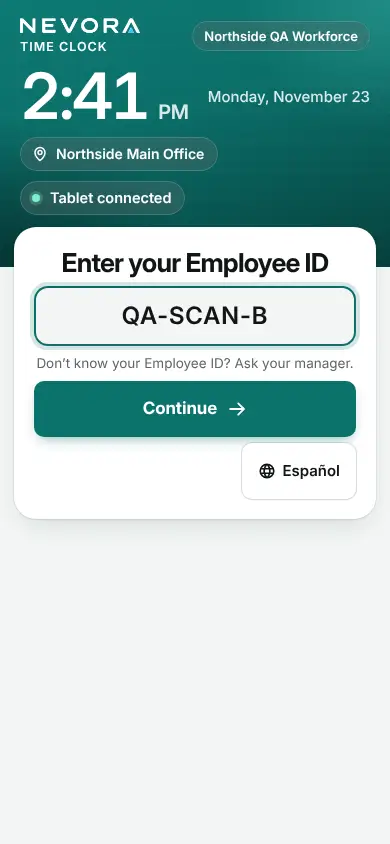 NEVORA
TIME CLOCK
Northside QA Workforce
2:41 PM
Monday, November 23
Northside Main Office
Tablet connected
Enter your Employee ID
QA-SCAN-B
Don’t know your Employee ID? Ask your manager.
Continue →
Español